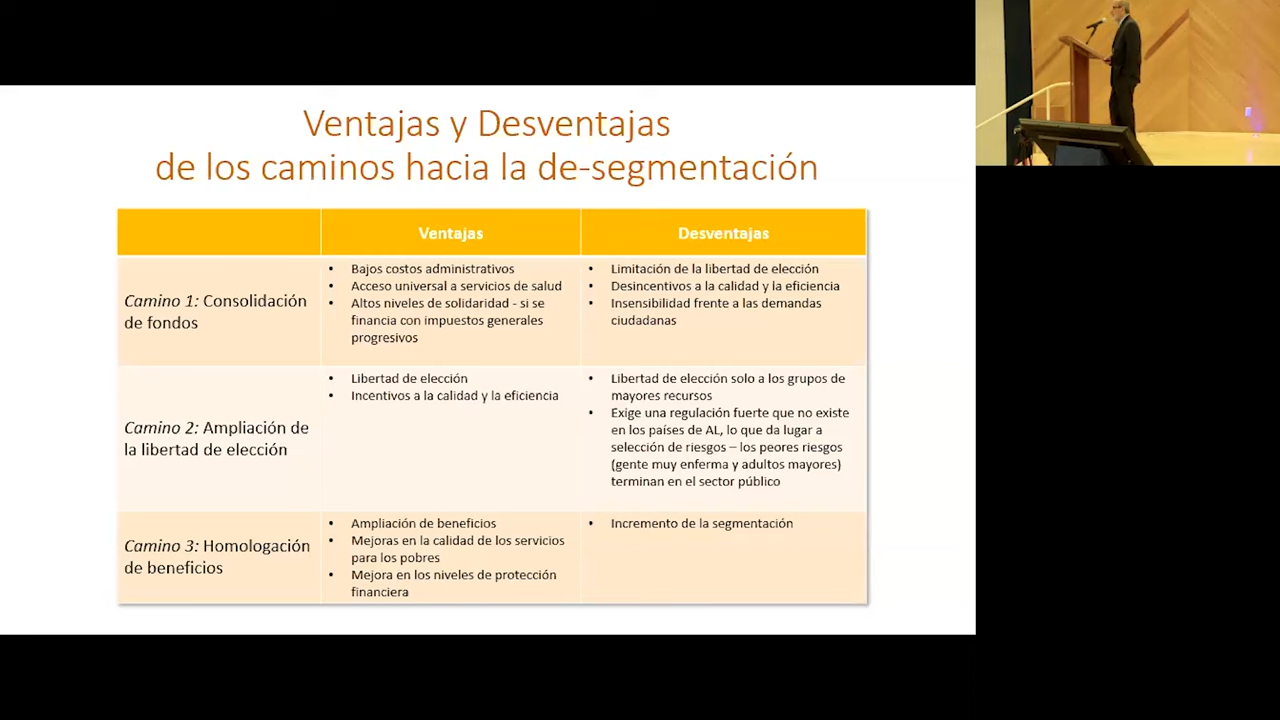 Ventajas y Desventajas
de los caminos hacia la de-segmentación
Ventajas
Desventajas
Camino 1: Consolidación
de fondos
• Bajos costos administrativos
• Acceso universal a servicios de salud
• Altos niveles de solidaridad - si se
financia con impuestos generales
progresivos
• Limitación de la libertad de elección
• Desincentivos a la calidad y la eficiencia
• Insensibilidad frente a las demandas
ciudadanas
Camino 2: Ampliación de
la libertad de elección
• Libertad de elección
• Incentivos a la calidad y la eficiencia
• Libertad de elección solo a los grupos de
mayores recursos
• Exige una regulación fuerte que no existe
en los países de AL, lo que da lugar a
selección de riesgos – los peores riesgos
(gente muy enferma y adultos mayores)
terminan en el sector público
Camino 3: Homologación
de beneficios
• Ampliación de beneficios
• Mejoras en la calidad de los servicios
para los pobres
• Mejora en los niveles de protección
financiera
• Incremento de la segmentación